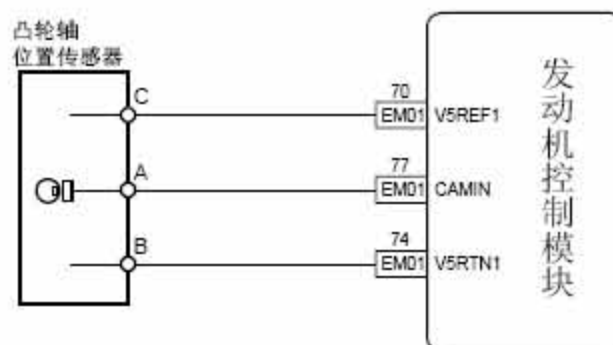 凸轮轴
位置传感器
C
70
EM01 V5REF1
A
77
EM01 CAMIN
B
74
EM01 V5RTN1
发动机控制模块